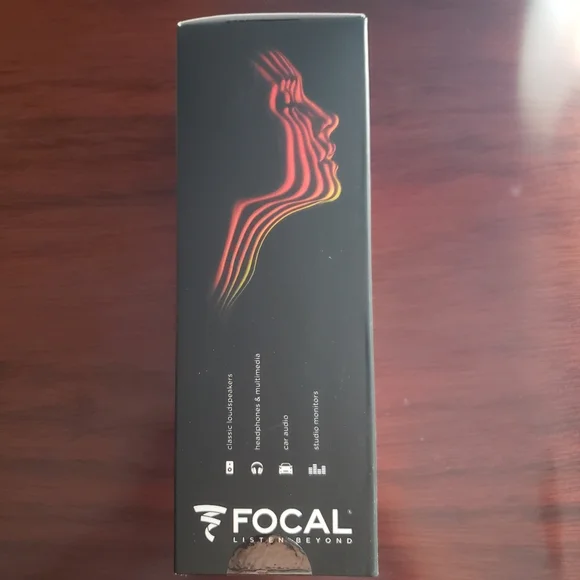 classic loudspeakers
headphones & multimedia
car audio
studio monitors
FOCAL
LISTEN BEYOND